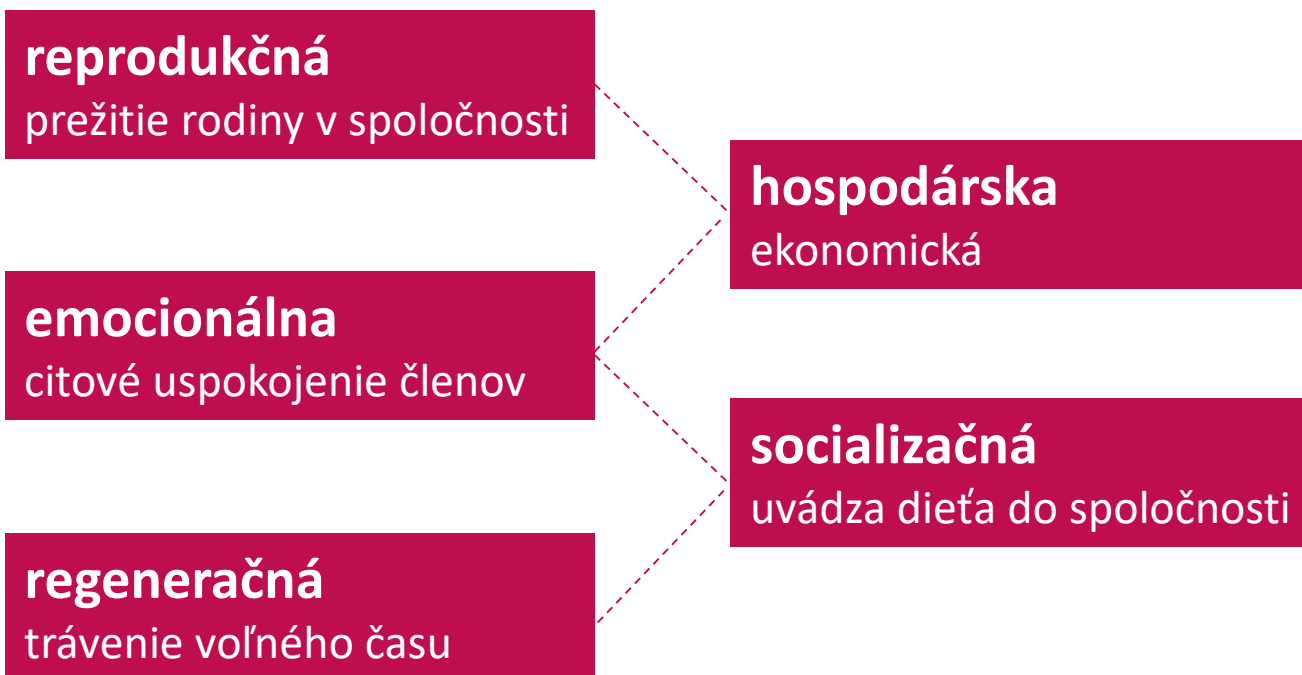 reprodukčná
prežitie rodiny v spoločnosti
hospodárska
ekonomická
emocionálna
citové uspokojenie členov
socializačná
uvádza dieťa do spoločnosti
regeneračná
trávenie voľného času